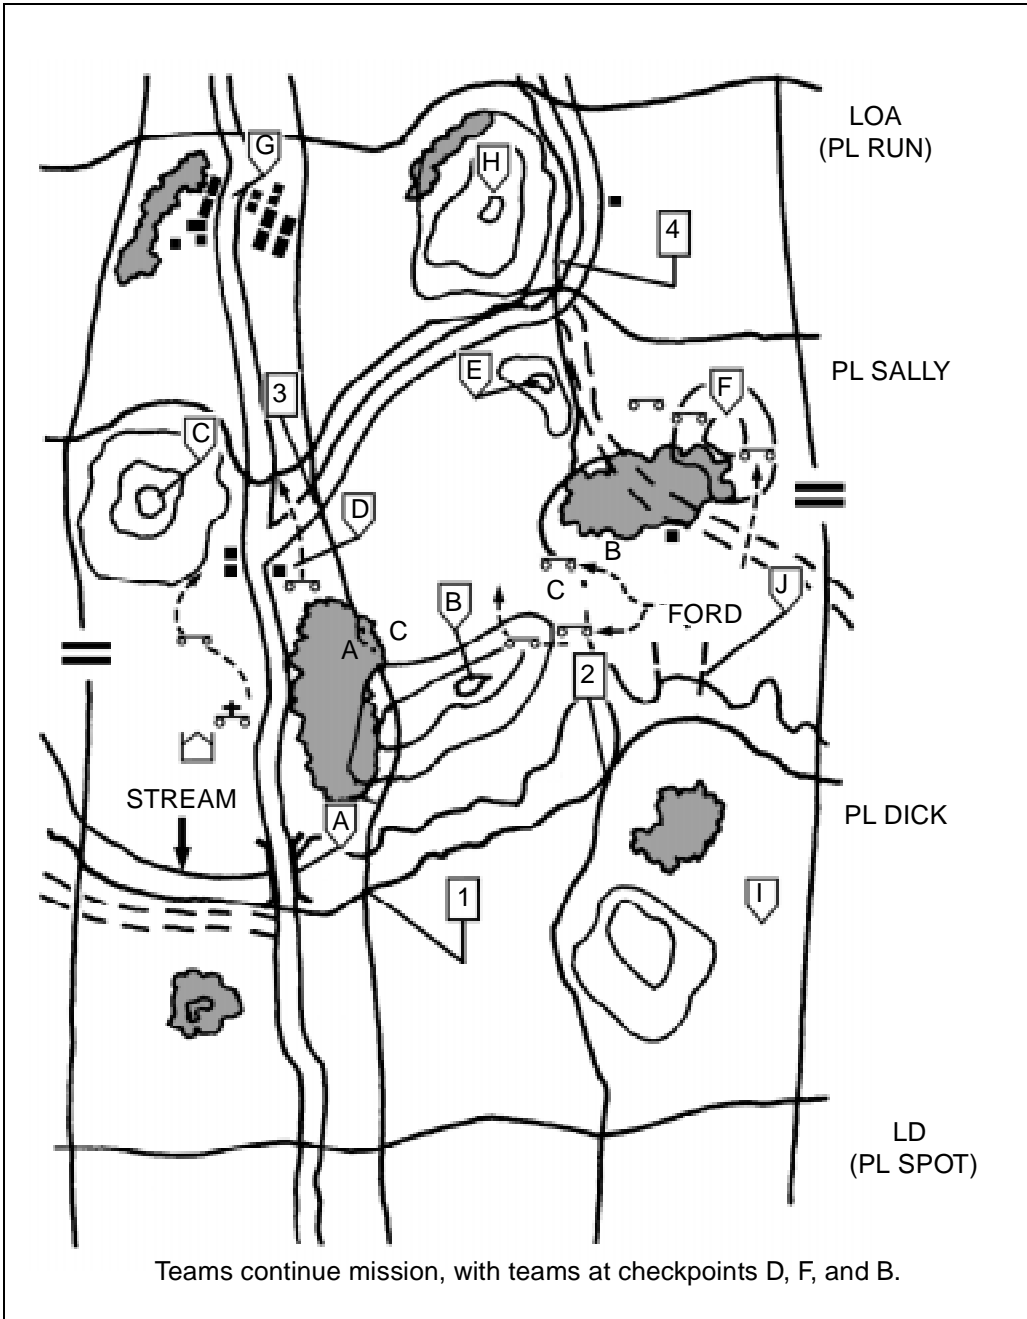 LOA
(PL RUN)
G
H
4
PL SALLY
E
F
3
C
D
B
C
J
B
FORD
C
A
2
STREAM
A
PL DICK
1
I
LD
(PL SPOT)
Teams continue mission, with teams at checkpoints D, F, and B.